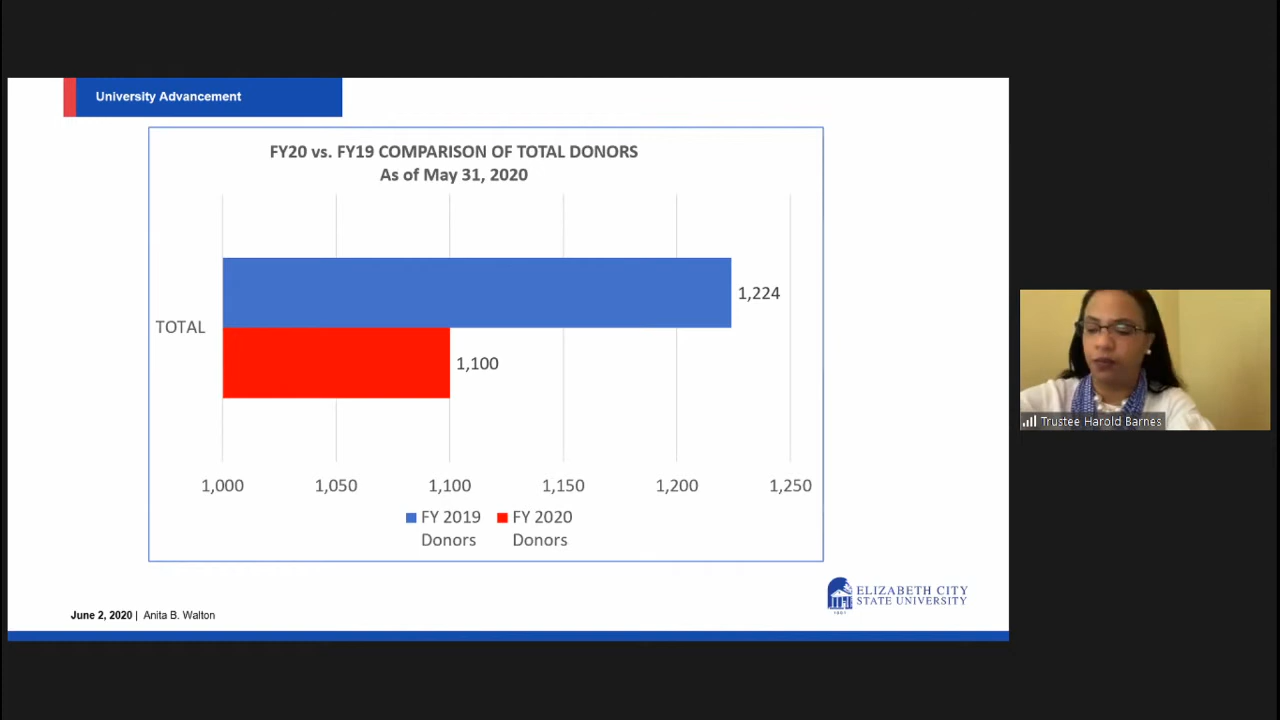 University Advancement
FY20 vs. FY19 COMPARISON OF TOTAL DONORS
As of May 31, 2020
1,224
TOTAL
1,100
1,000 1,050 1,100 1,150 1,200 1,250
FY 2019 Donors
FY 2020 Donors
ELIZABETH CITY
STATE UNIVERSITY
1891
June 2, 2020 | Anita B. Walton
Trustee Harold Barnes